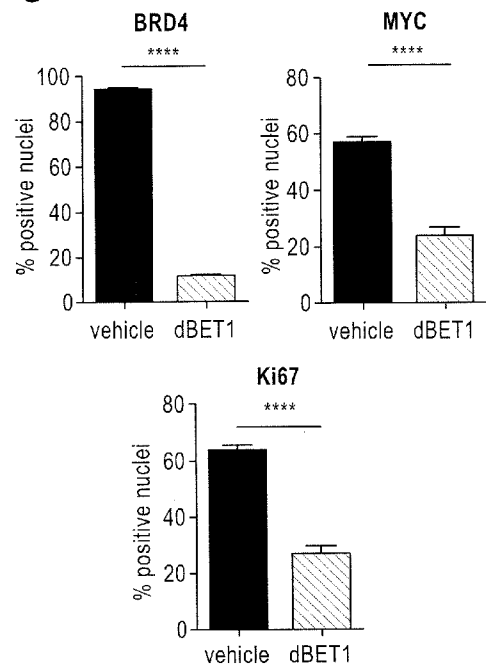 BRD4
****
% positive nuclei
100
80
60
40
20
0
vehicle dBET1
MYC
****
% positive nuclei
80
60
40
20
0
vehicle dBET1
Ki67
****
% positive nuclei
80
60
40
20
0
vehicle dBET1